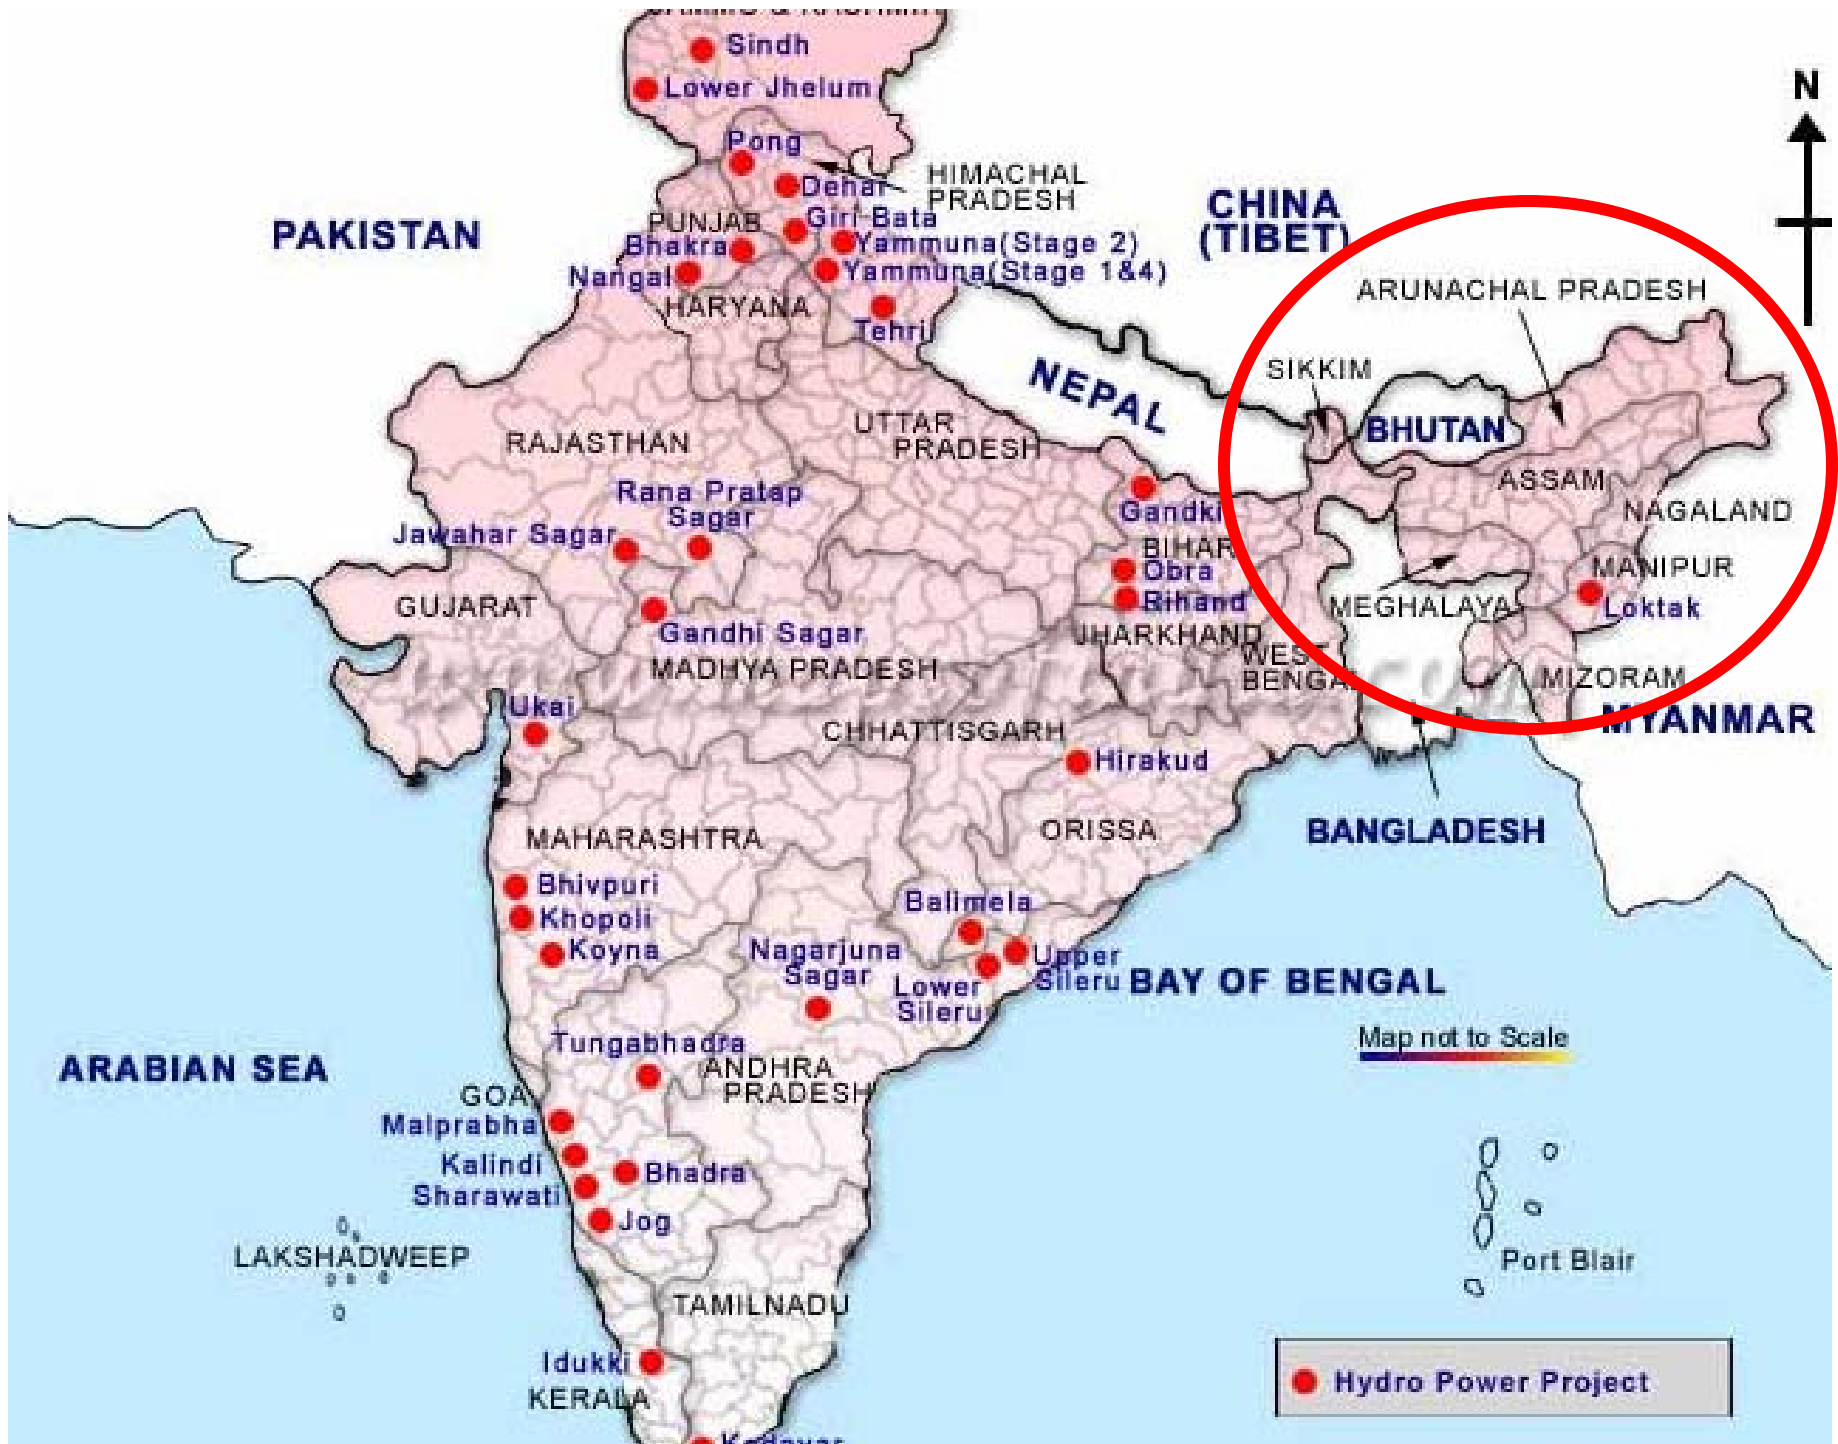 Sindh
Lower Jhelum
Pong
N
HIMACHAL
PRADESH
Dehar
CHINA
(TIBET)
PAKISTAN
PUNJAB
Giri Bata
Bhakra
Yammuna(Stage 2)
Nangal
Yammuna(Stage 1&4)
HARYANA
Tehri
ARUNACHAL PRADESH
SIKKIM
NEPAL
BHUTAN
UTTAR
PRADESH
RAJASTHAN
ASSAM
NAGALAND
Rana Pratap
Sagar
Jawahar Sagar
Gandki
BIHAR
Obra
Rihand
MANIPUR
Loktak
MEGHALAYA
GUJARAT
Gandhi Sagar
JHARKHAND
MADHYA PRADESH
WEST
BENGAL
MIZORAM
MYANMAR
Ukai
CHHATTISGARH
Hirakud
MAHARASHTRA
ORISSA
BANGLADESH
Bhivpuri
Khopoli
Koyna
Balimela
Nagarjuna
Sagar
Upper
Sileru
Lower
Sileru
BAY OF BENGAL
Map not to Scale
Tungabhadra
ANDHRA
PRADESH
ARABIAN SEA
GOA
Malprabha
Kalindi
Bhadra
Sharawati
Jog
LAKSHADWEEP
Port Blair
TAMILNADU
Idukki
KERALA
Hydro Power Project